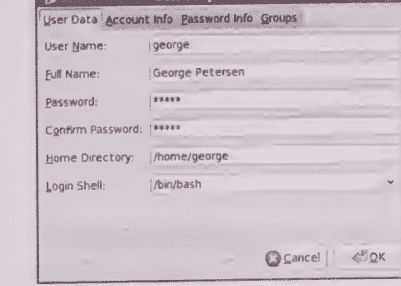 User Data Account Info Password Info Groups
User Name: george
Full Name: George Petersen
Password: *****
Confirm Password: *****
Home Directory: /home/george
Login Shell: /bin/bash
Cancel OK